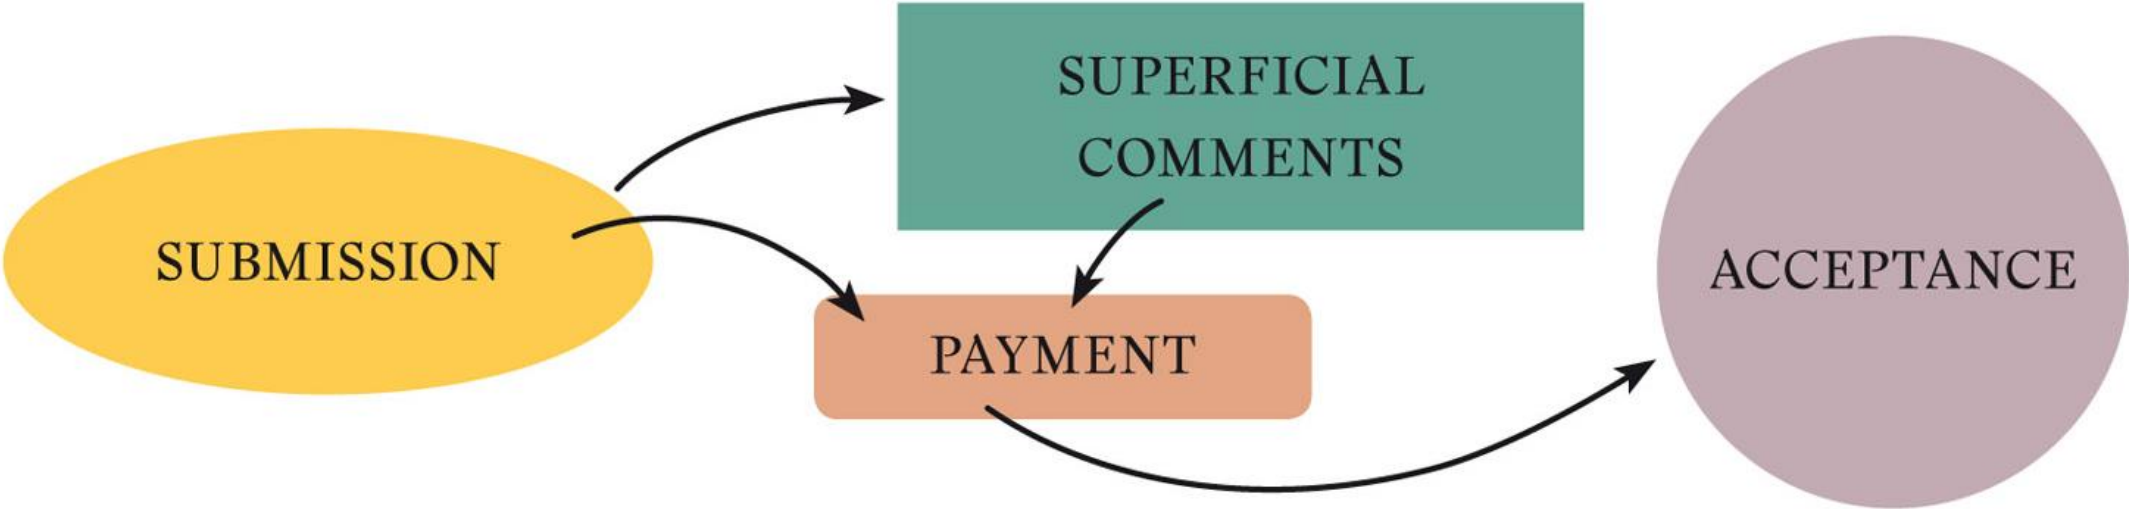 SUBMISSION
SUPERFICIAL
COMMENTS
PAYMENT
ACCEPTANCE